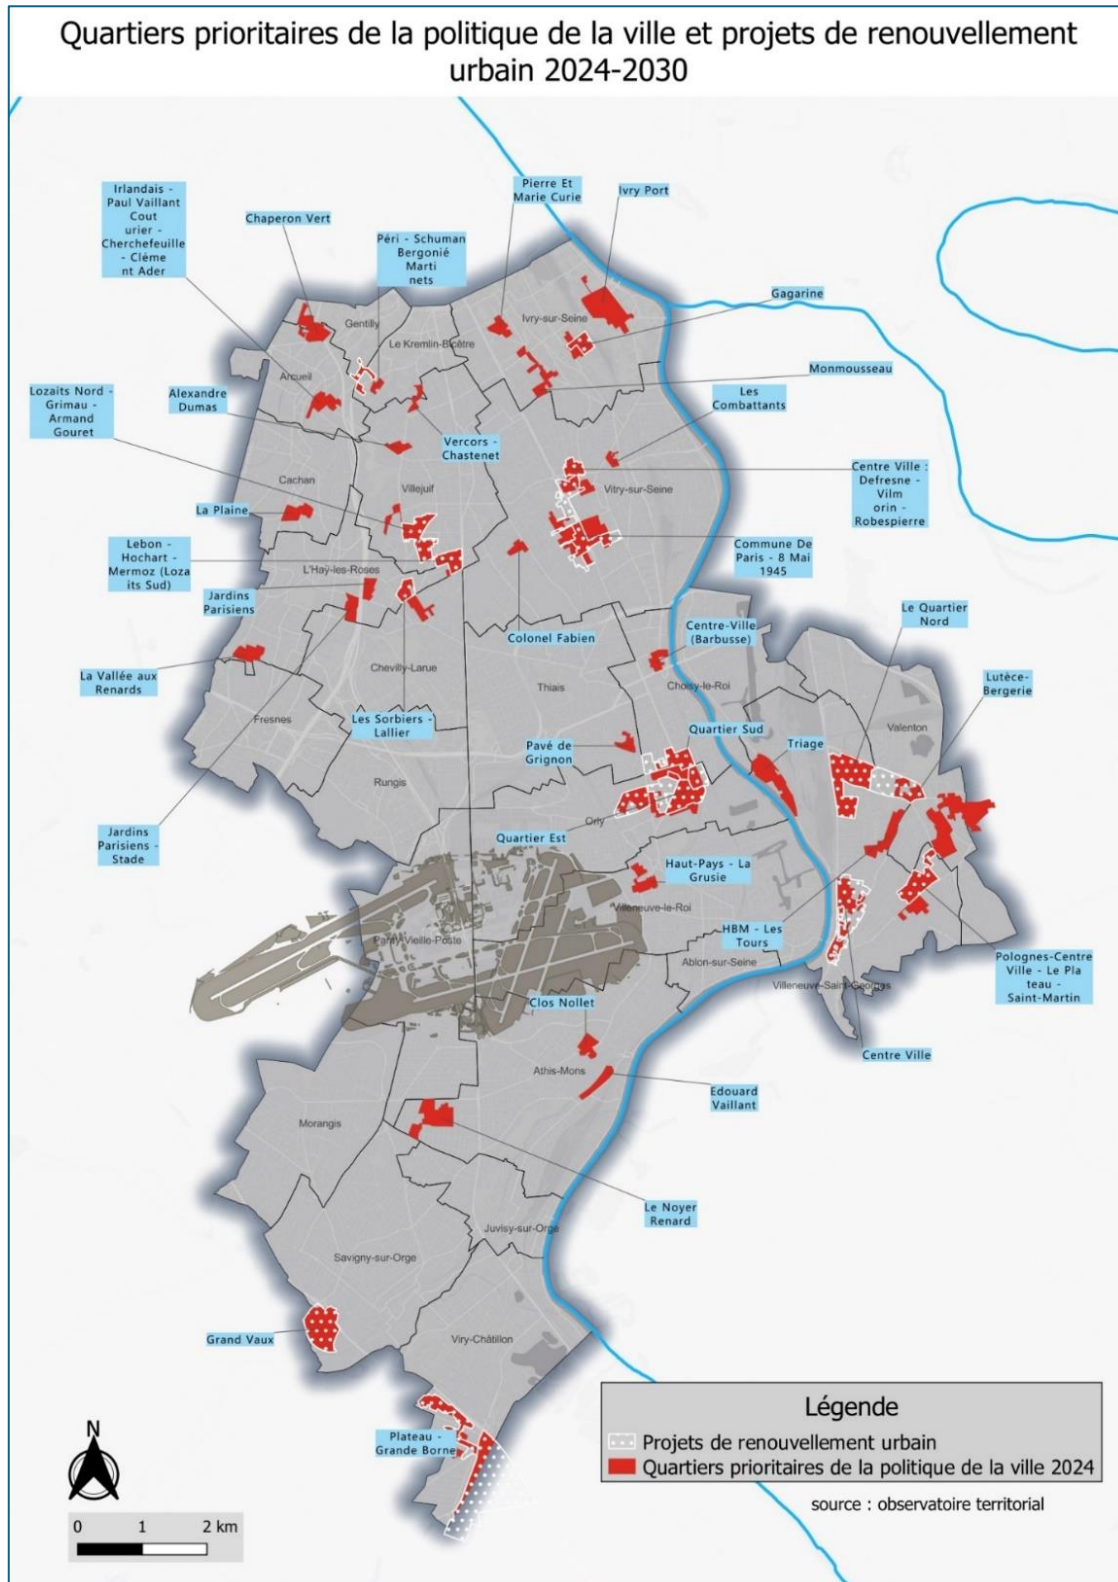 Quartiers prioritaires de la politique de la ville et projets de renouvellement
urbain 2024-2030
Irlandais -
Paul Vaillant
Cout
urier -
Cherchefeuille
- Cléme
nt Ader
Chaperon Vert
Péri - Schuman
Bergonié
Marti
nets
Pierre Et
Marie Curie
Ivry Port
Gagarine
Gentilly
Ivry-sur-Seine
Le Kremlin-Bicêtre
Arcueil
Monmousseau
Lozaits Nord -
Grimau -
Armand
Gouret
Alexandre
Dumas
Les
Combattants
Vercors -
Chastenet
Centre Ville :
Defresne -
Vilm
orin -
Robespierre
Cachan
Villejuif
Vitry-sur-Seine
La Plaine
Commune De
Paris - 8 Mai
1945
Lebon -
Hochart -
Mermoz (Loza
its Sud)
L'Haÿ-les-Roses
Jardins
Parisiens
Le Quartier
Nord
Colonel Fabien
Centre-Ville
(Barbusse)
La Vallée aux
Renards
Chevilly-Larue
Thiais
Choisy-le-Roi
Lutèce-
Bergerie
Fresnes
Les Sorbiers -
Lallier
Pavé de
Grignon
Quartier Sud
Triage
Valenton
Rungis
Jardins
Parisiens -
Stade
Quartier Est
Orly
Haut-Pays - La
Grusie
Villeneuve-le-Roi
HBM - Les
Tours
Paray-Vieille-Poste
Ablon-sur-Seine
Polognes-Centre
Ville - Le Pla
teau -
Saint-Martin
Villeneuve-Saint-Georges
Clos Nollet
Centre Ville
Athis-Mons
Edouard
Vaillant
Morangis
Le Noyer
Renard
Juvisy-sur-Orge
Savigny-sur-Orge
Grand Vaux
Viry-Châtillon
Plateau -
Grande Borne
Légende
Projets de renouvellement urbain
Quartiers prioritaires de la politique de la ville 2024
source : observatoire territorial
N
0 1 2 km